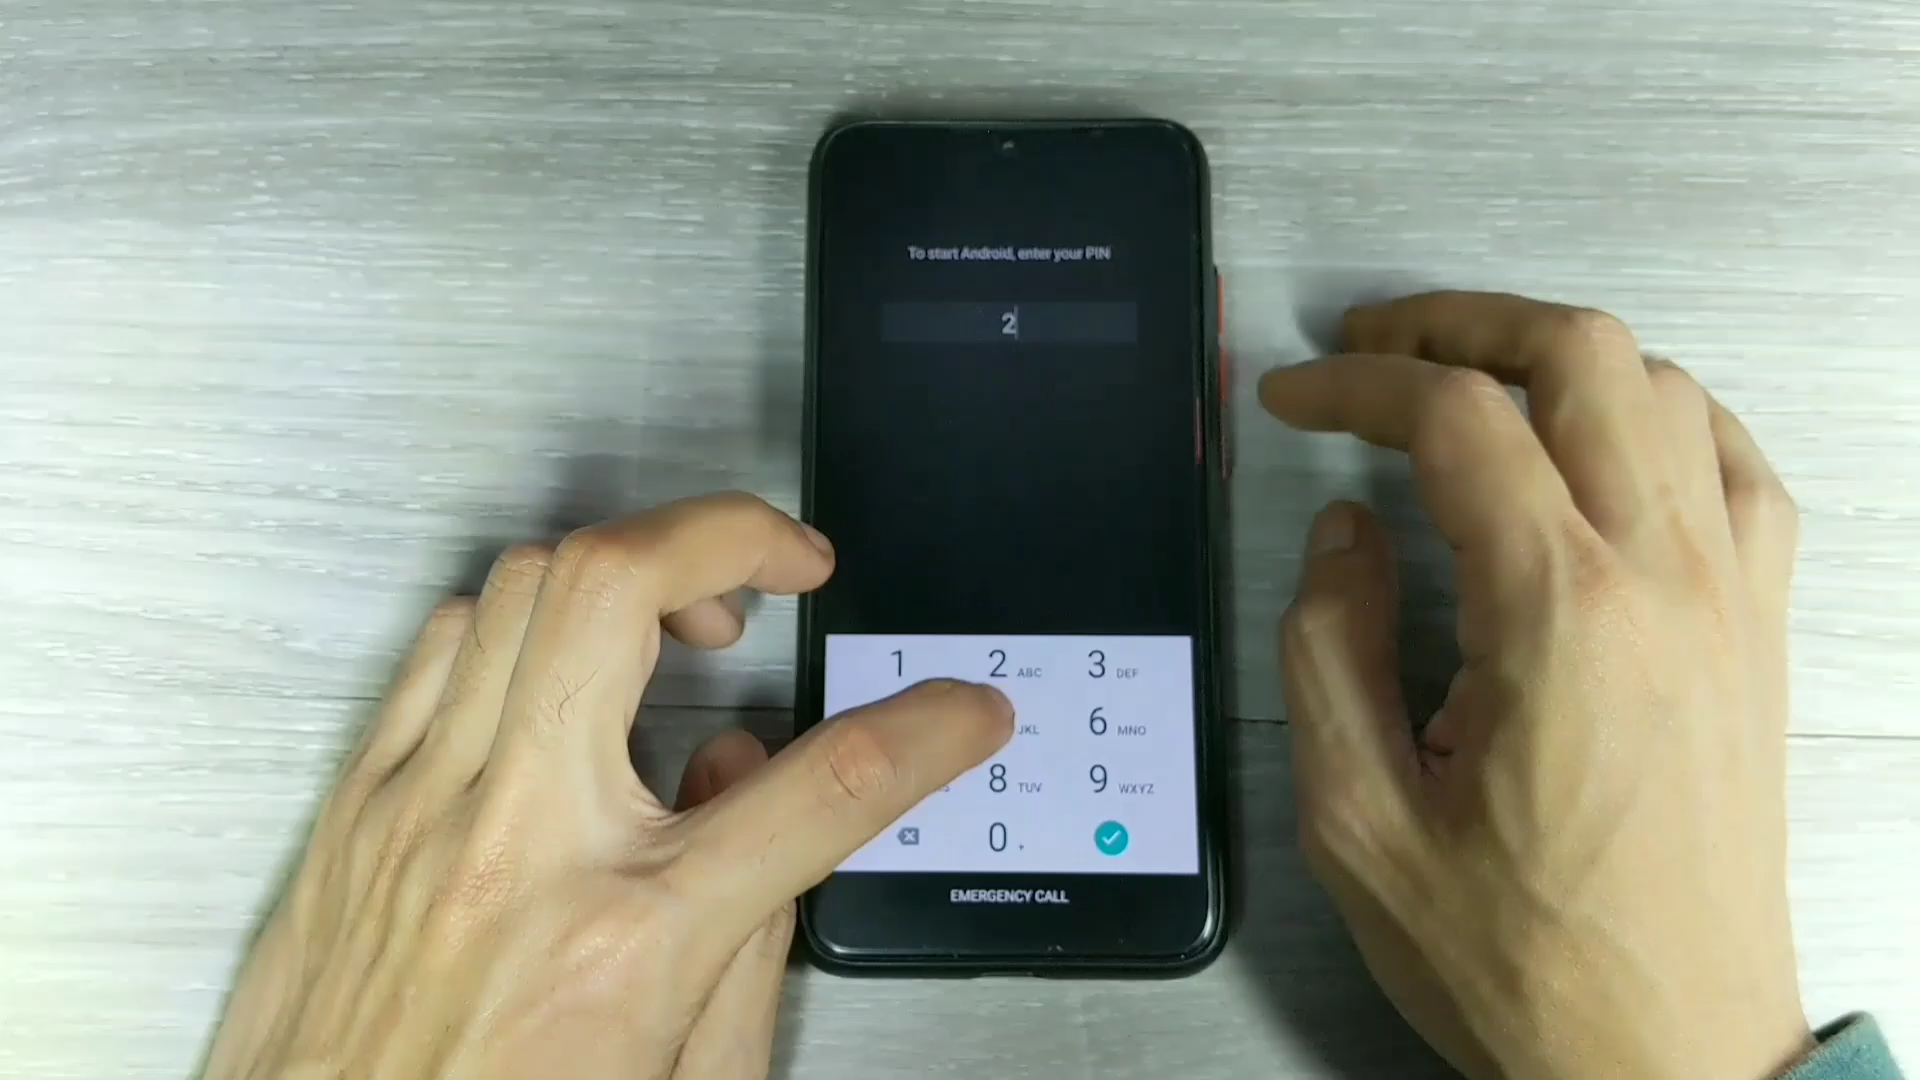 To start Android, enter your PIN
2
1
2 ABC
3 DEF
JKL
6 MNO
8 TUV
9 WXYZ
0
EMERGENCY CALL